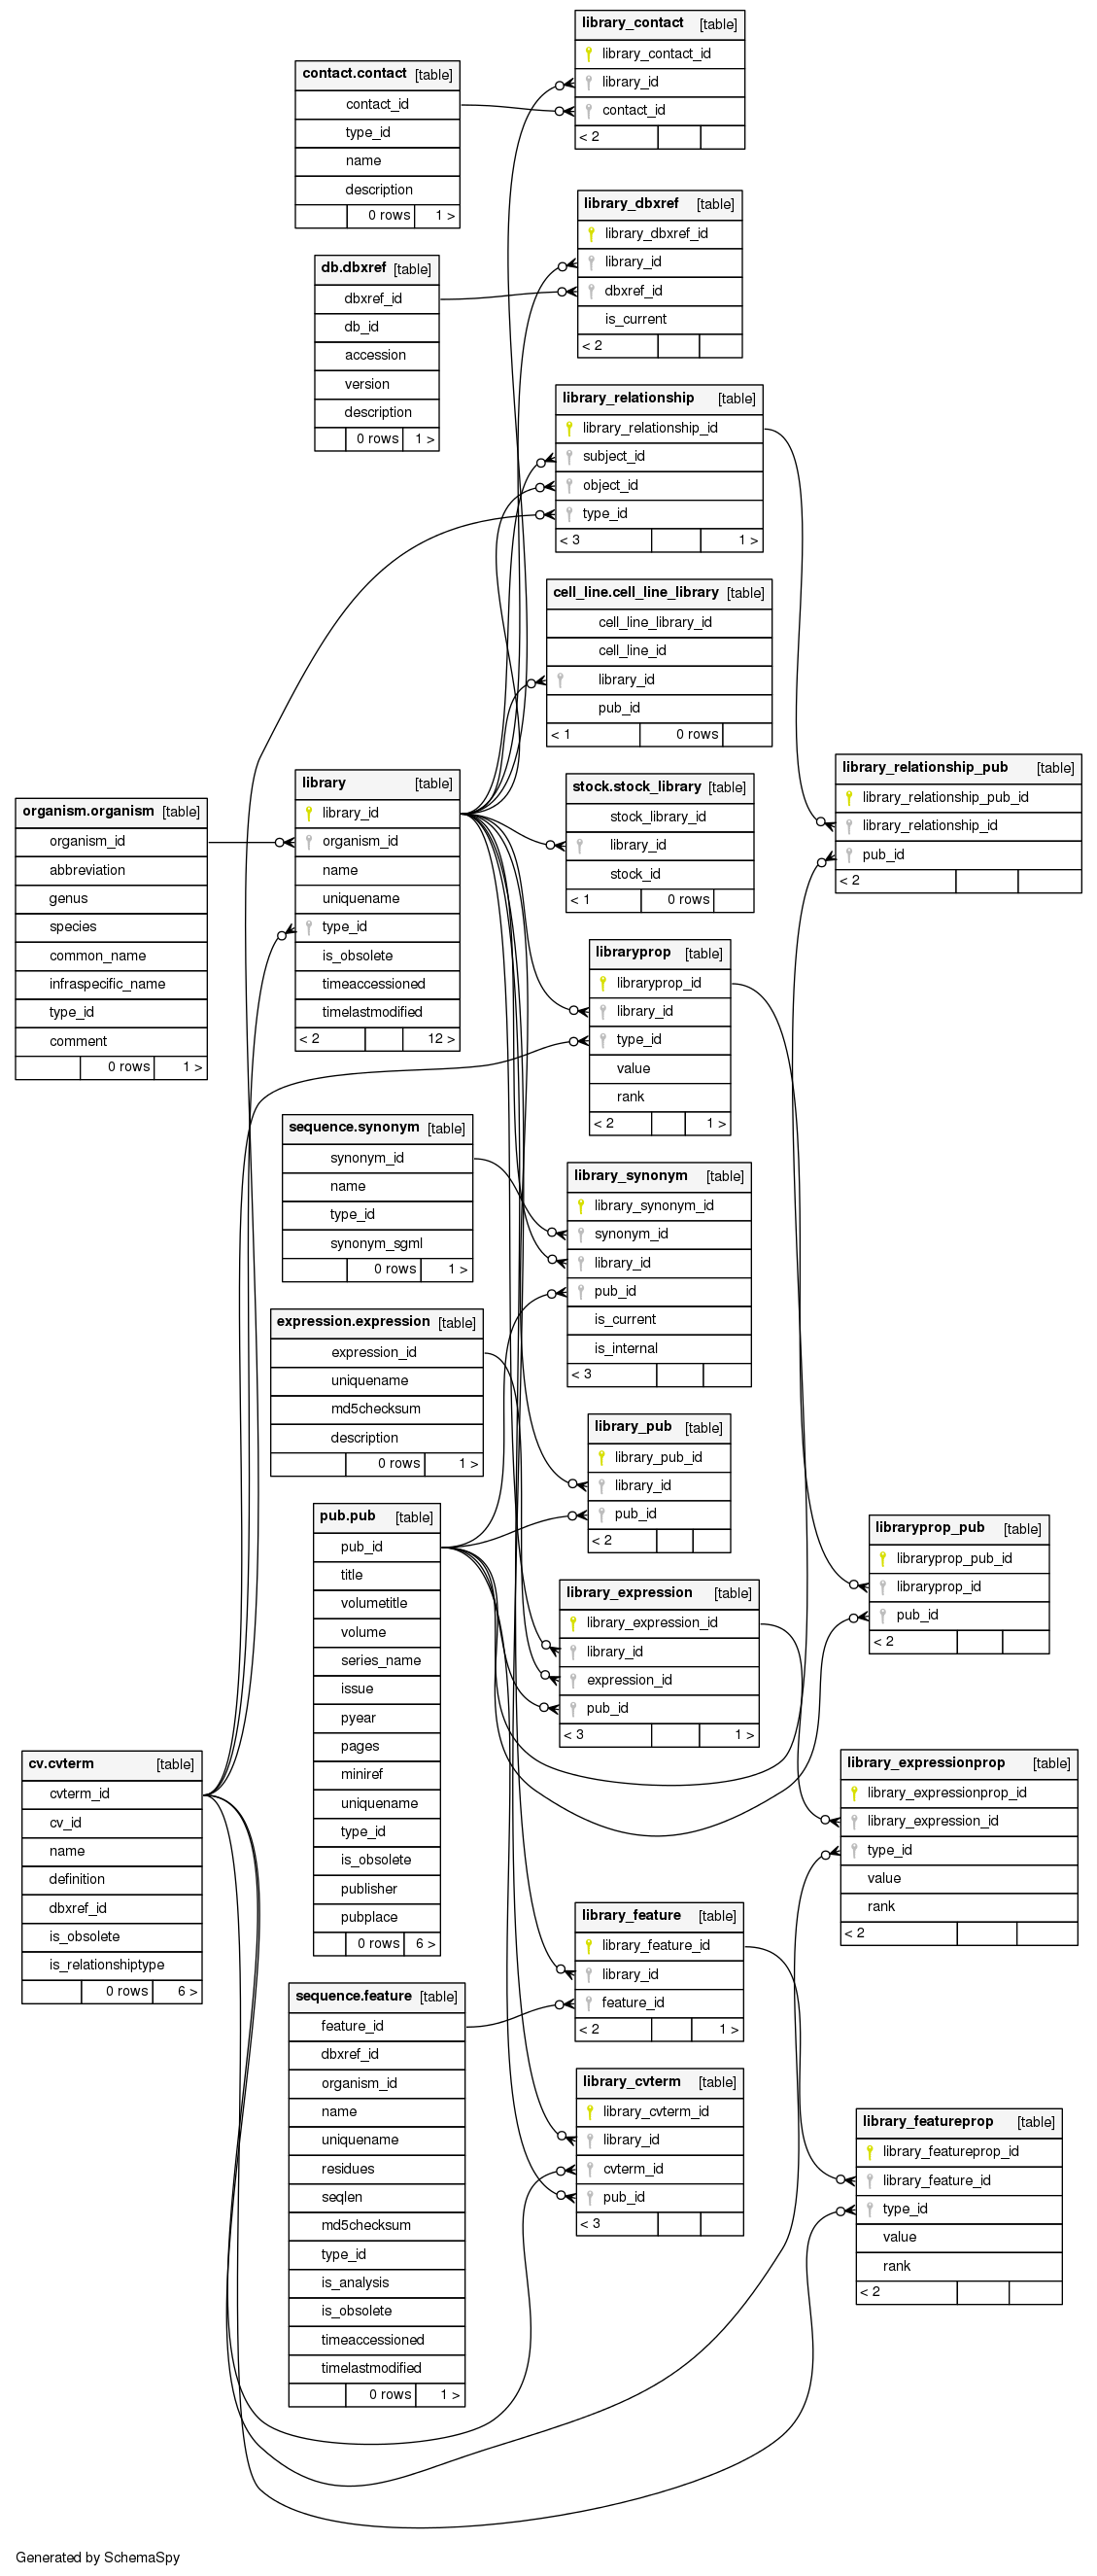 library_contact [table]
library_contact_id
library_id
contact_id
< 2
contact.contact [table]
contact_id
type_id
name
description
0 rows 1 >
library_dbxref [table]
library_dbxref_id
library_id
dbxref_id
is_current
< 2
db.dbxref [table]
dbxref_id
db_id
accession
version
description
0 rows 1 >
library_relationship [table]
library_relationship_id
subject_id
object_id
type_id
< 3 1 >
cell_line.cell_line_library [table]
cell_line_library_id
cell_line_id
library_id
pub_id
< 1 0 rows
library_relationship_pub [table]
library_relationship_pub_id
library_relationship_id
pub_id
< 2
library [table]
library_id
organism_id
name
uniquename
type_id
is_obsolete
timeaccessioned
timelastmodified
< 2 12 >
stock.stock_library [table]
stock_library_id
library_id
stock_id
< 1 0 rows
organism.organism [table]
organism_id
abbreviation
genus
species
common_name
infraspecific_name
type_id
comment
0 rows 1 >
libraryprop [table]
libraryprop_id
library_id
type_id
value
rank
< 2 1 >
sequence.synonym [table]
synonym_id
name
type_id
synonym_sgml
0 rows 1 >
library_synonym [table]
library_synonym_id
synonym_id
library_id
pub_id
is_current
is_internal
< 3
expression.expression [table]
expression_id
uniquename
md5checksum
description
0 rows 1 >
library_pub [table]
library_pub_id
library_id
pub_id
< 2
pub.pub [table]
pub_id
title
volumetitle
volume
series_name
issue
pyear
pages
miniref
uniquename
type_id
is_obsolete
publisher
pubplace
0 rows 6 >
libraryprop_pub [table]
libraryprop_pub_id
libraryprop_id
pub_id
< 2
library_expression [table]
library_expression_id
library_id
expression_id
pub_id
< 3 1 >
cv.cvterm [table]
cvterm_id
cv_id
name
definition
dbxref_id
is_obsolete
is_relationshiptype
0 rows 6 >
library_expressionprop [table]
library_expressionprop_id
library_expression_id
type_id
value
rank
< 2
library_feature [table]
library_feature_id
library_id
feature_id
< 2 1 >
sequence.feature [table]
feature_id
dbxref_id
organism_id
name
uniquename
residues
seqlen
md5checksum
type_id
is_analysis
is_obsolete
timeaccessioned
timelastmodified
0 rows 1 >
library_cvterm [table]
library_cvterm_id
library_id
cvterm_id
pub_id
< 3
library_featureprop [table]
library_featureprop_id
library_feature_id
type_id
value
rank
< 2
Generated by SchemaSpy